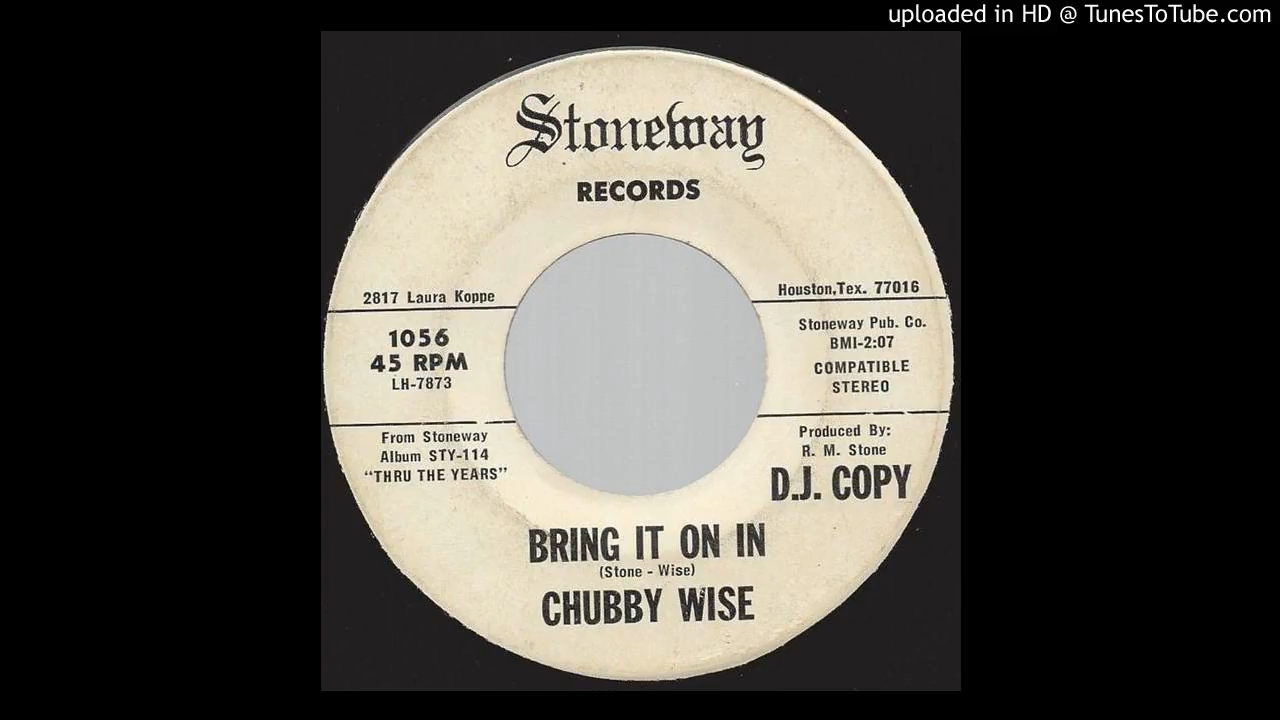 uploaded in HD @ TunesToTube.com
Stoneway
RECORDS
2817 Laura Koppe
Houston,Tex. 77016
1056
45 RPM
LH-7873
Stoneway Pub. Co.
BMI-2:07
COMPATIBLE
STEREO
From Stoneway
Album STY-114
"THRU THE YEARS"
Produced By:
R. M. Stone
D.J. COPY
BRING IT ON IN
(Stone - Wise)
CHUBBY WISE